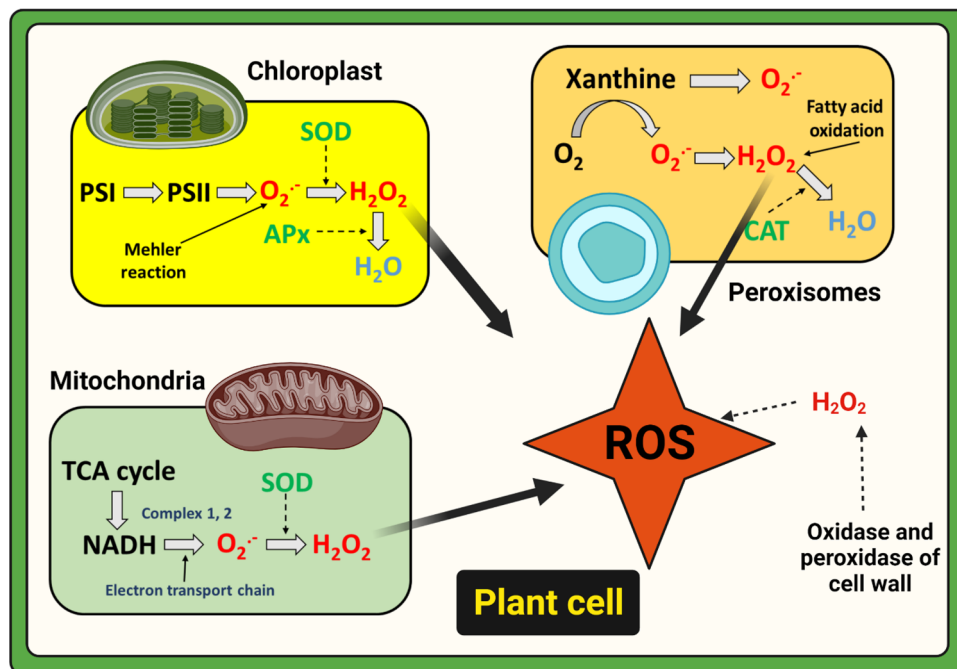 Chloroplast
SOD
PSI PSII O₂·⁻ H₂O₂
APx
Mehler
reaction
H₂O
Xanthine O₂·⁻
Fatty acid
oxidation
O₂ O₂·⁻ H₂O₂
CAT H₂O
Peroxisomes
Mitochondria
TCA cycle
SOD
Complex 1, 2
NADH O₂·⁻ H₂O₂
Electron transport chain
ROS
H₂O₂
Oxidase and
peroxidase of
cell wall
Plant cell